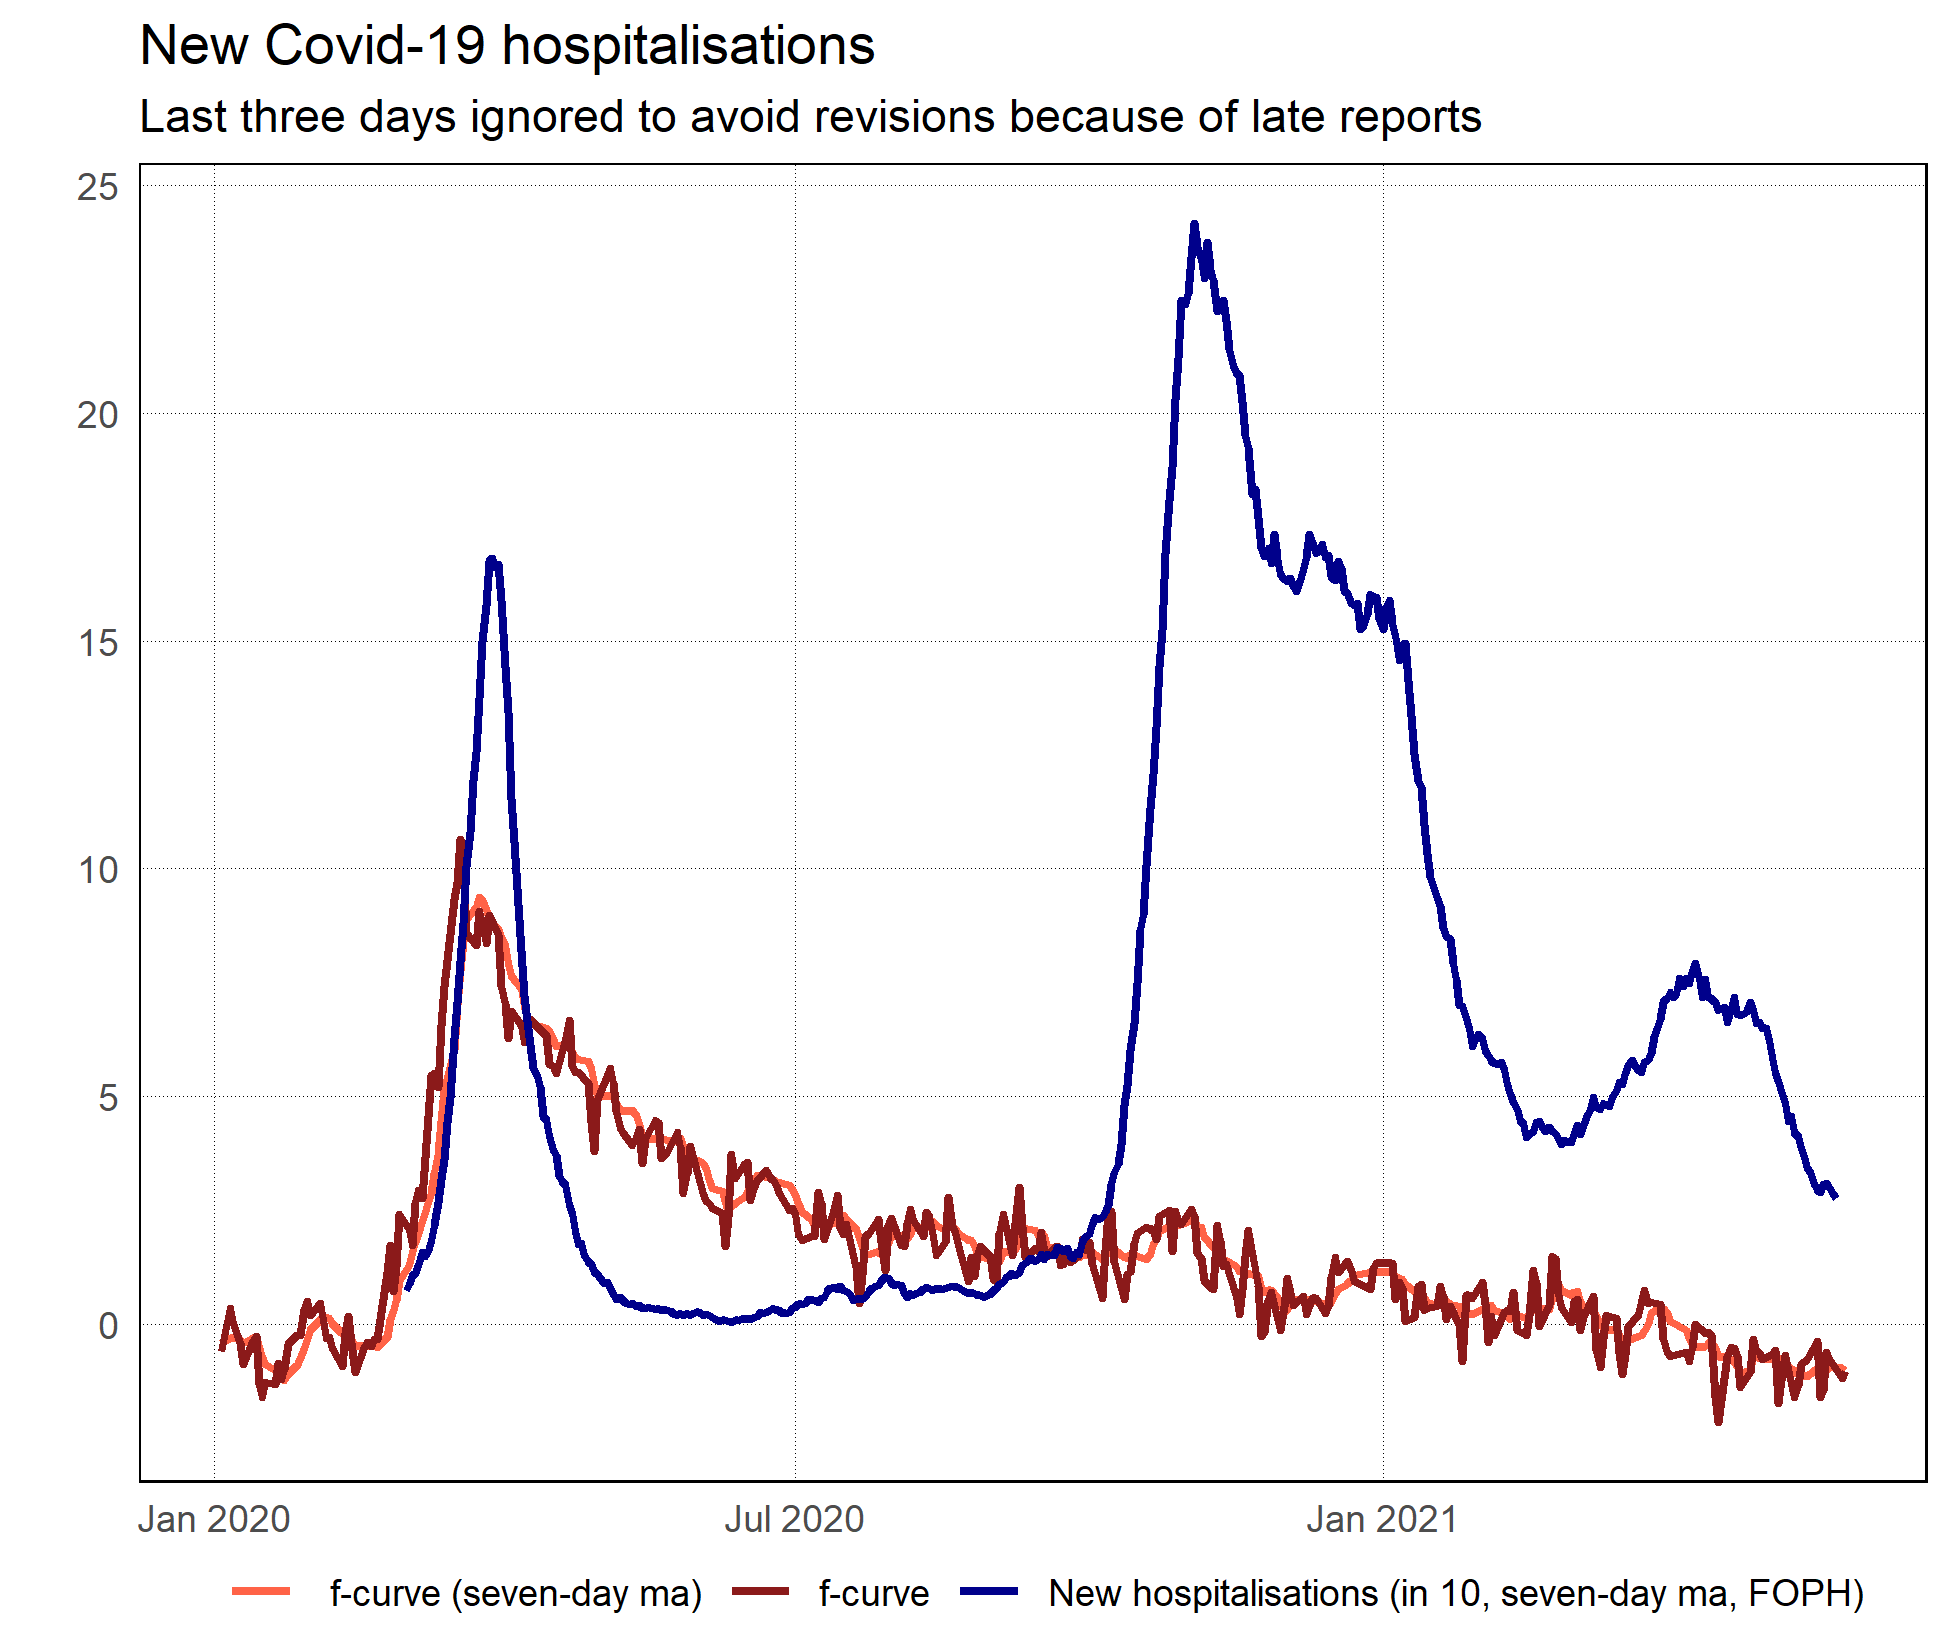 New Covid-19 hospitalisations
Last three days ignored to avoid revisions because of late reports
25
20
15
10
5
0
Jan 2020 Jul 2020 Jan 2021
f-curve (seven-day ma) f-curve New hospitalisations (in 10, seven-day ma, FOPH)